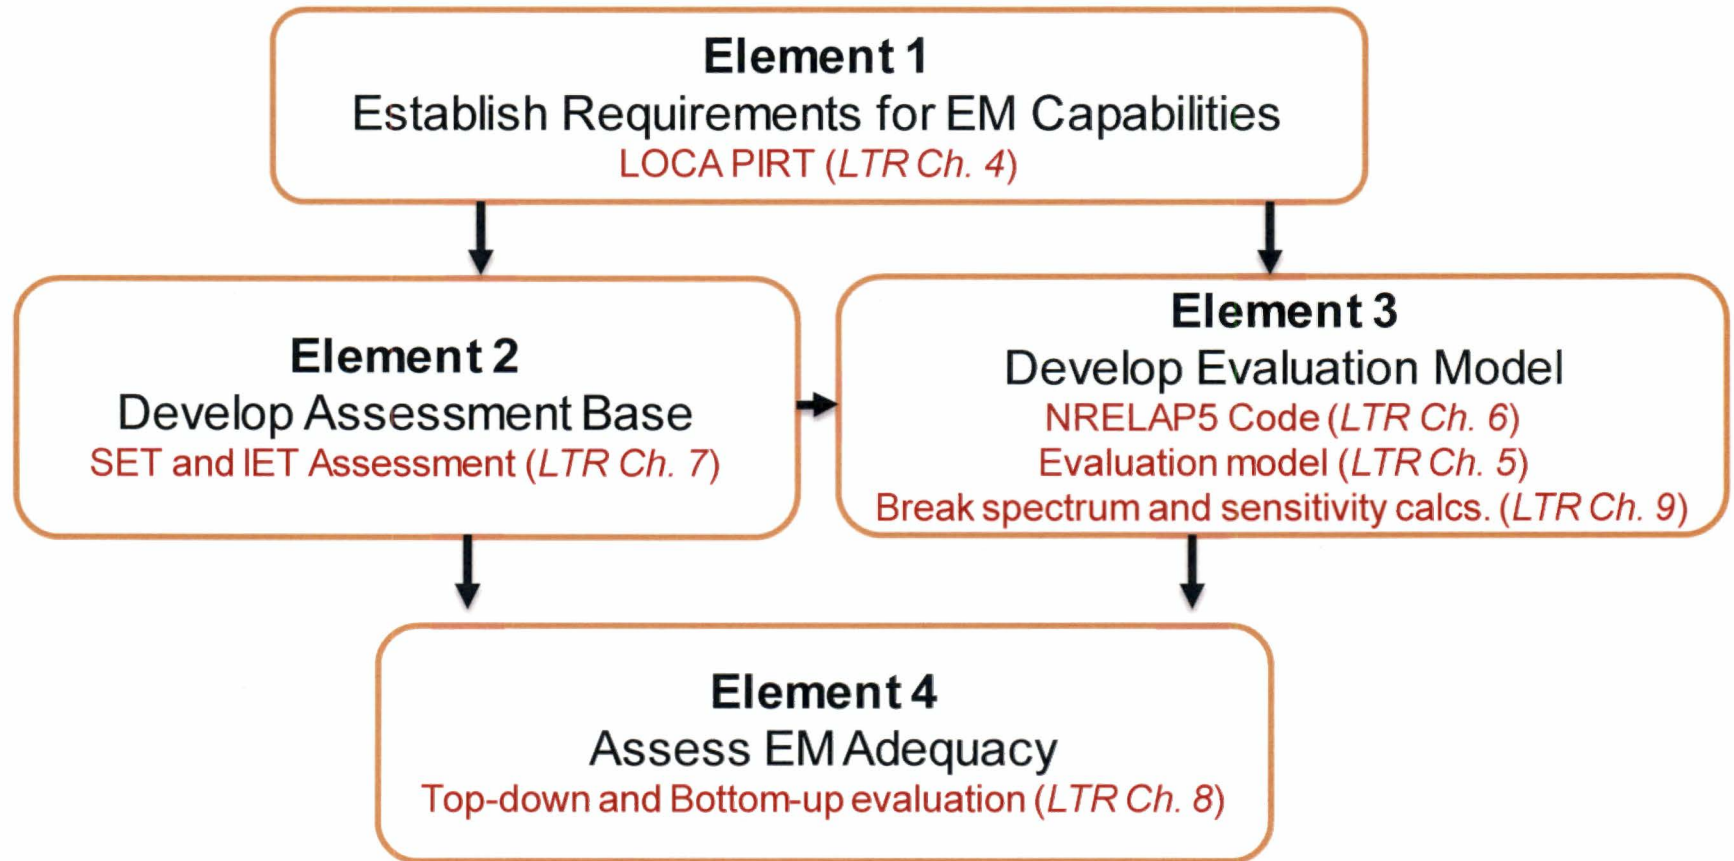 Element 1
Establish Requirements for EM Capabilities
LOCA PIRT (LTR Ch. 4)
Element 2
Develop Assessment Base
SET and IET Assessment (LTR Ch. 7)
Element 3
Develop Evaluation Model
NRELAP5 Code (LTR Ch. 6)
Evaluation model (LTR Ch. 5)
Break spectrum and sensitivity calcs. (LTR Ch. 9)
Element 4
Assess EM Adequacy
Top-down and Bottom-up evaluation (LTR Ch. 8)